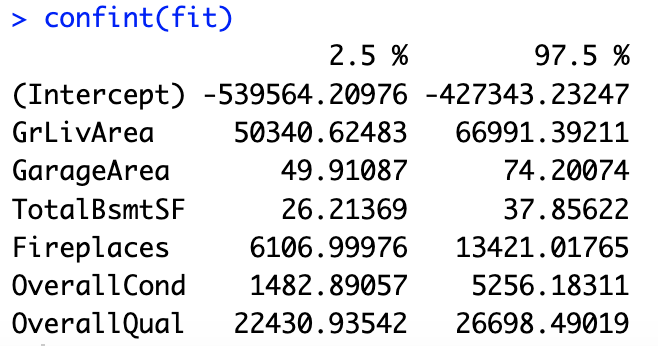 > confint(fit)
2.5 % 97.5 %
(Intercept) -539564.20976 -427343.23247
GrLivArea 50340.62483 66991.39211
GarageArea 49.91087 74.20074
TotalBsmtSF 26.21369 37.85622
Fireplaces 6106.99976 13421.01765
OverallCond 1482.89057 5256.18311
OverallQual 22430.93542 26698.49019